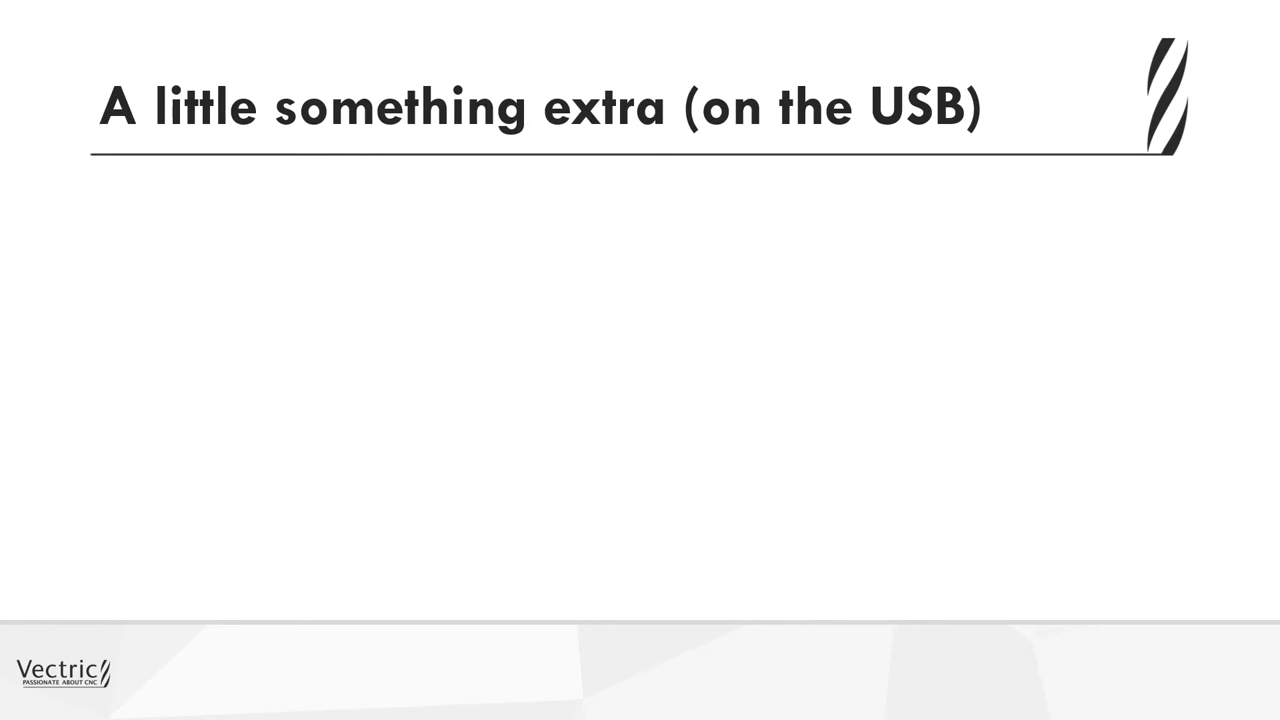 A little something extra (on the USB)
Vectric
PASSIONATE ABOUT CNC